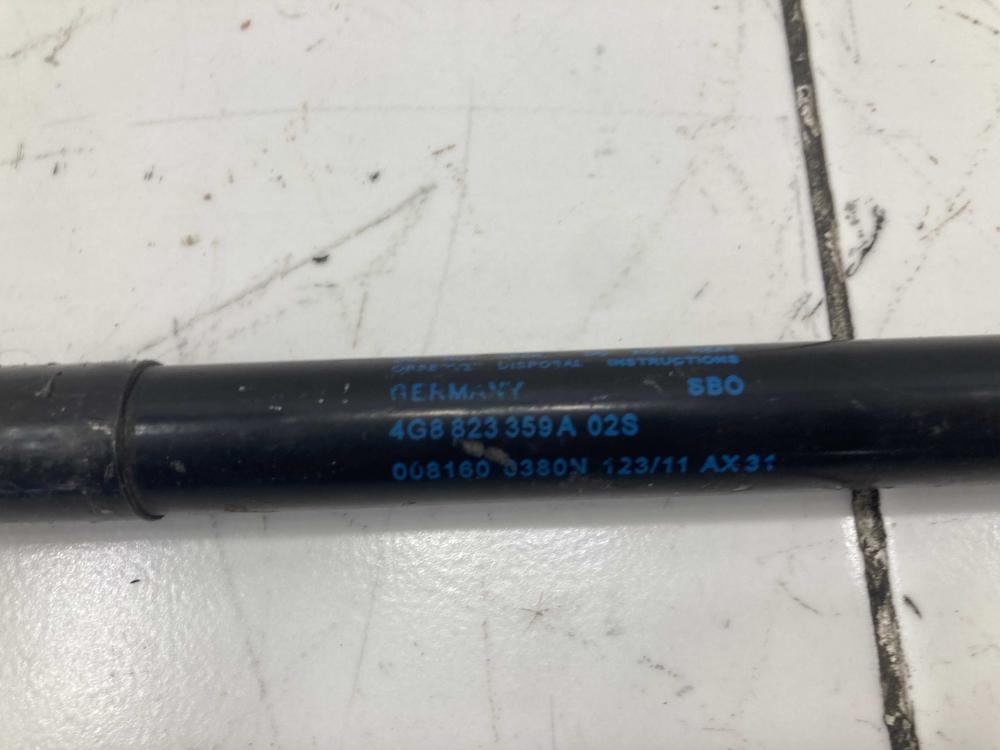 DISPOSAL INSTRUCTIONS
GERMANY SBO
4G8 823 359A 02S
008160 0380N 123/11 AX31